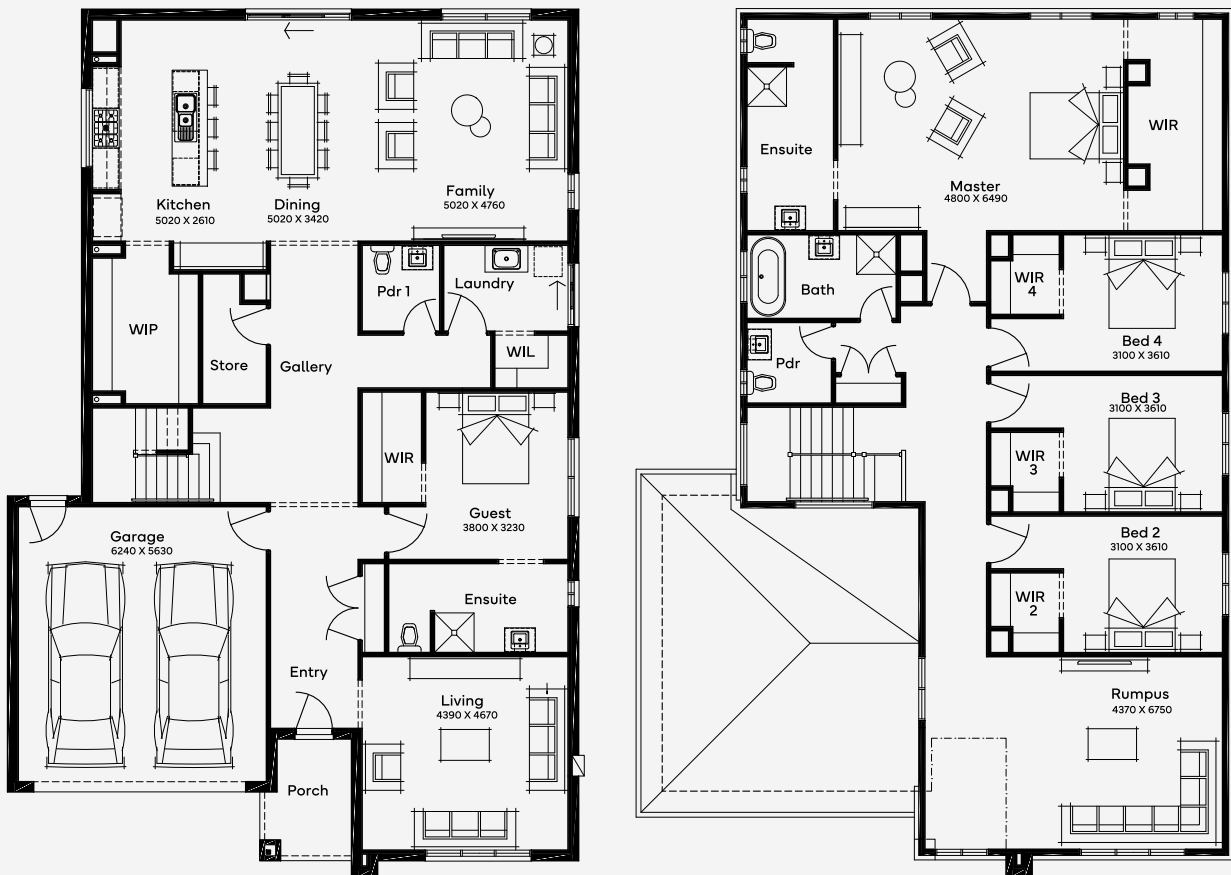 Kitchen
5020 X 2610
Dining
5020 X 3420
Family
5020 X 4760
WIP
Store
Gallery
Pdr 1
Laundry
WIL
WIR
Guest
3800 X 3230
Garage
6240 X 5630
Ensuite
Entry
Living
4390 X 4670
Porch
Ensuite
Master
4800 X 6490
WIR
Bath
WIR
4
Bed 4
3100 X 3610
Pdr
Bed 3
3100 X 3610
WIR
3
Bed 2
3100 X 3610
WIR
2
Rumpus
4370 X 6750